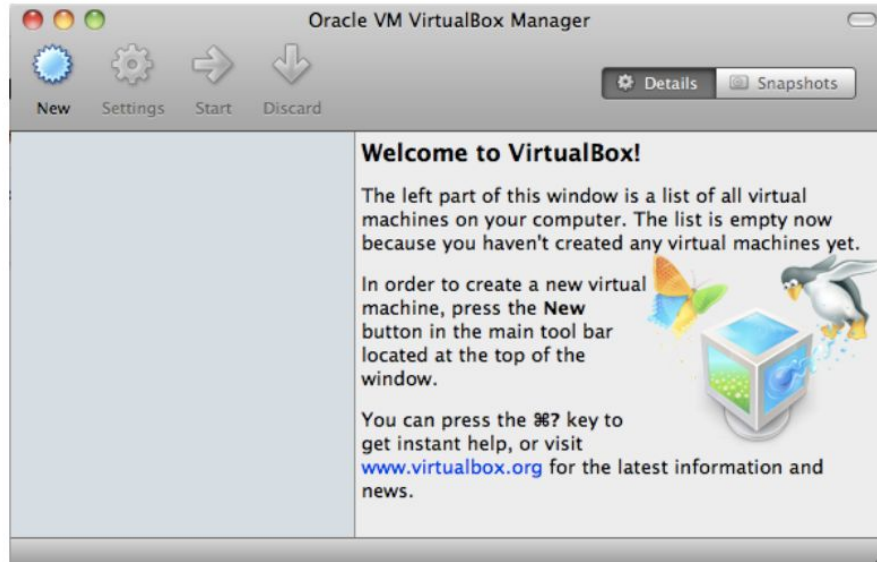 Oracle VM VirtualBox Manager
New Settings Start Discard
Details Snapshots
Welcome to VirtualBox!
The left part of this window is a list of all virtual
machines on your computer. The list is empty now
because you haven't created any virtual machines yet.
In order to create a new virtual
machine, press the New
button in the main tool bar
located at the top of the
window.
You can press the ⌘? key to
get instant help, or visit
www.virtualbox.org for the latest information and
news.